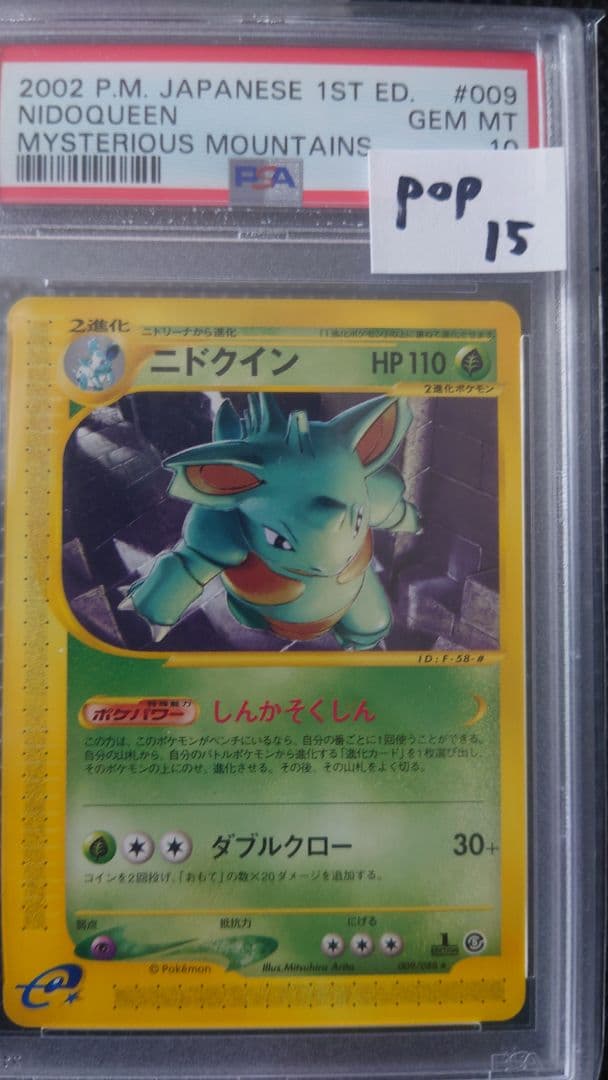 2002 P.M. JAPANESE 1ST ED. #009
NIDOQUEEN GEM MT
MYSTERIOUS MOUNTAINS 10
PSA
pop
15
2進化 ニドリーナから進化
ニドクイン HP110
2進化ポケモン
ID:F-58-#
特殊能力
ポケパワー しんかそくしん
この力は、このポケモンがベンチにいるなら、自分の番ごとに1回使うことができる。
自分の山札から、自分のバトルポケモンから進化する「進化カード」を1枚選び出し、
そのポケモンの上にのせ、進化させる。その後、その山札をよく切る。
ダブルクロー 30+
コインを2回投げ、「おもて」の数×20ダメージを追加する。
弱点 抵抗力 にげる
1
EDITION
©Pokémon Illus.Mitsuhiro Arita 009/088 ★
e
PSA